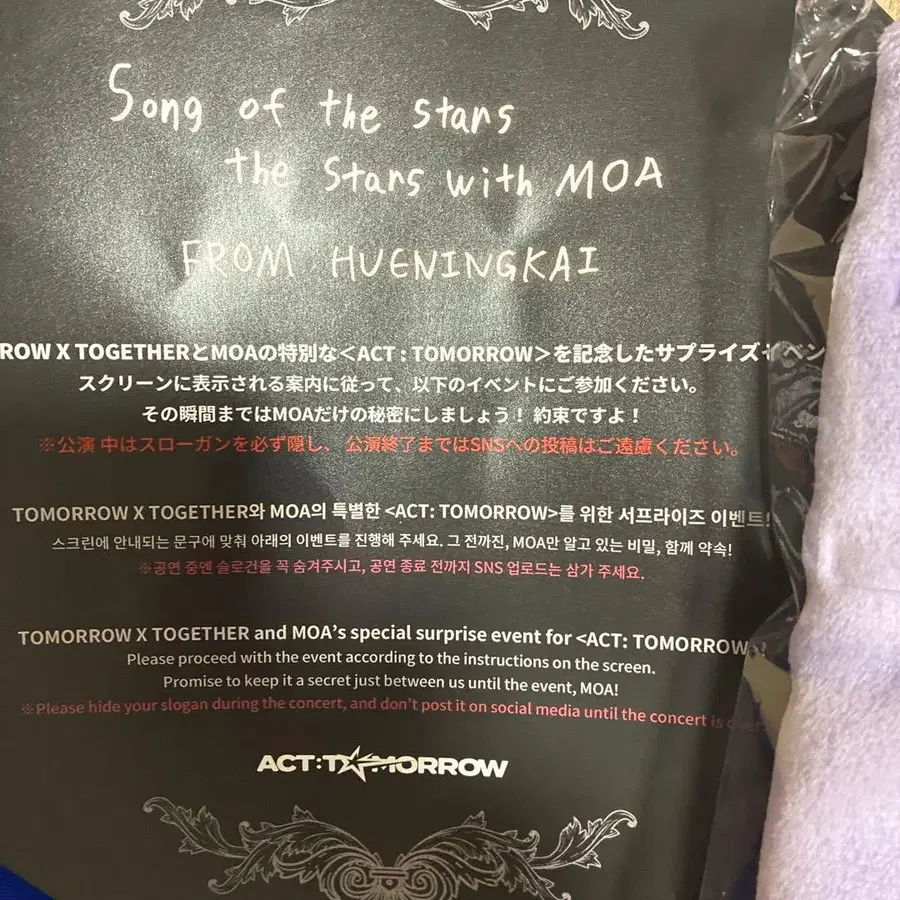 Song of the stars
the Stars with MOA
FROM HUENINGKAI
ROW X TOGETHERとMOAの特別な＜ACT : TOMORROW＞を記念したサプライズイベン
スクリーンに表示される案内に従って、以下のイベントにご参加ください。
その瞬間まではMOAだけの秘密にしましょう！ 約束ですよ！
※公演 中はスローガンを必ず隠し、 公演終了まではSNSへの投稿はご遠慮ください。
TOMORROW X TOGETHER와 MOA의 특별한 <ACT: TOMORROW>를 위한 서프라이즈 이벤트!
스크린에 안내되는 문구에 맞춰 아래의 이벤트를 진행해 주세요. 그 전까진, MOA만 알고 있는 비밀, 함께 약속!
※공연 중엔 슬로건을 꼭 숨겨주시고, 공연 종료 전까지 SNS 업로드는 삼가 주세요.
TOMORROW X TOGETHER and MOA's special surprise event for <ACT: TOMORROW>!
Please proceed with the event according to the instructions on the screen.
Promise to keep it a secret just between us until the event, MOA!
※Please hide your slogan during the concert, and don't post it on social media until the concert is over
ACT:TOMORROW